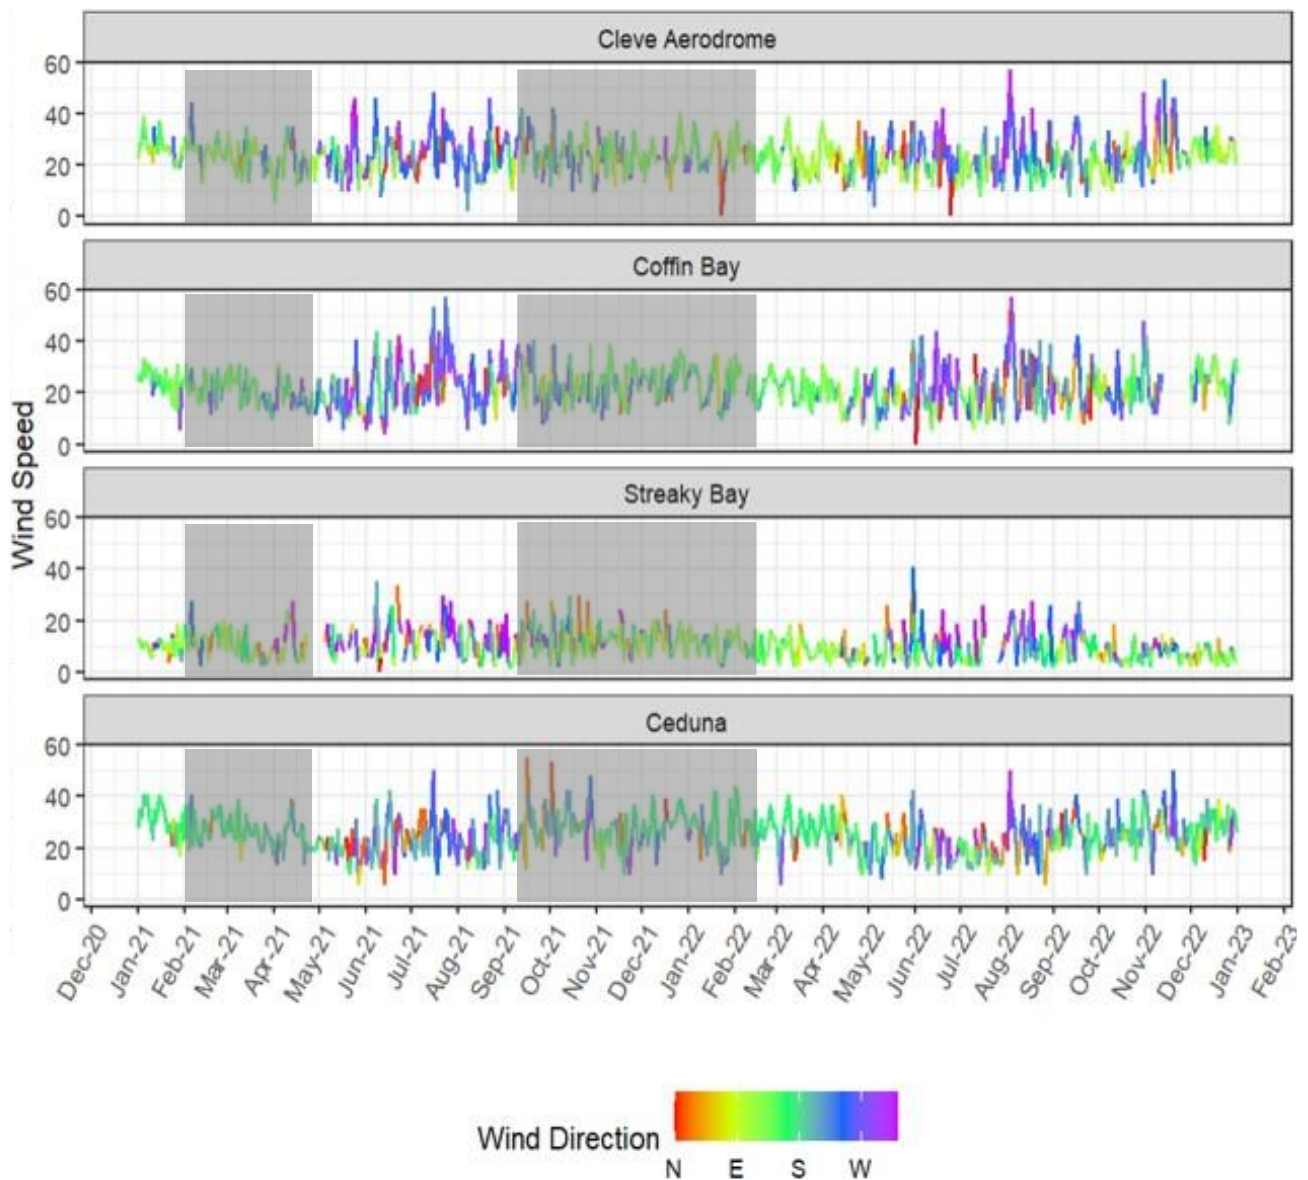 Cleve Aerodrome
60
40
20
0
Coffin Bay
60
40
20
0
Streaky Bay
60
40
20
0
Ceduna
60
40
20
0
Wind Speed
Dec-20 Jan-21 Feb-21 Mar-21 Apr-21 May-21 Jun-21 Jul-21 Aug-21 Sep-21 Oct-21 Nov-21 Dec-21 Jan-22 Feb-22 Mar-22 Apr-22 May-22 Jun-22 Jul-22 Aug-22 Sep-22 Oct-22 Nov-22 Dec-22 Jan-23 Feb-23
Wind Direction
N E S W